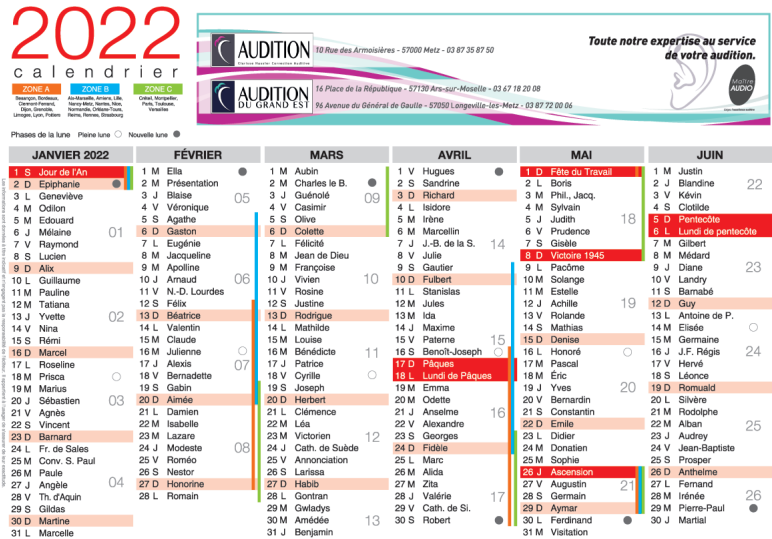 2022
calendrier
ZONE A
Besançon, Bordeaux,
Clermont-Ferrand,
Dijon, Grenoble,
Limoges, Lyon, Poitiers
ZONE B
Aix-Marseille, Amiens, Lille,
Nancy-Metz, Nantes, Nice,
Normandie, Orléans-Tours,
Reims, Rennes, Strasbourg
ZONE C
Créteil, Montpellier,
Paris, Toulouse,
Versailles
Phases de la lune Pleine lune Nouvelle lune
AUDITION
Clarisse Vauvier Correction Auditive
10 Rue des Armoisières - 57000 Metz - 03 87 35 87 50
AUDITION
DU GRAND EST
16 Place de la République - 57130 Ars-sur-Moselle - 03 67 18 20 08
96 Avenue du Général de Gaulle - 57050 Longeville-lès-Metz - 03 87 72 00 06
Toute notre expertise au service
de votre audition.
Maître
AUDIO
JANVIER 2022
1 S Jour de l'An
2 D Epiphanie
3 L Geneviève
4 M Odilon
5 M Edouard
6 J Mélaine 01
7 V Raymond
8 S Lucien
9 D Alix
10 L Guillaume
11 M Pauline
12 M Tatiana
13 J Yvette 02
14 V Nina
15 S Rémi
16 D Marcel
17 L Roseline
18 M Prisca
19 M Marius
20 J Sébastien 03
21 V Agnès
22 S Vincent
23 D Barnard
24 L Fr. de Sales
25 M Conv. S. Paul
26 M Paule
27 J Angèle 04
28 V Th. d'Aquin
29 S Gildas
30 D Martine
31 L Marcelle
FÉVRIER
1 M Ella
2 M Présentation
3 J Blaise 05
4 V Véronique
5 S Agathe
6 D Gaston
7 L Eugénie
8 M Jacqueline
9 M Apolline
10 J Arnaud 06
11 V N.-D. Lourdes
12 S Félix
13 D Béatrice
14 L Valentin
15 M Claude
16 M Julienne
17 J Alexis 07
18 V Bernadette
19 S Gabin
20 D Aimée
21 L Damien
22 M Isabelle
23 M Lazare
24 J Modeste 08
25 V Roméo
26 S Nestor
27 D Honorine
28 L Romain
MARS
1 M Aubin
2 M Charles le B.
3 J Guénolé 09
4 V Casimir
5 S Olive
6 D Colette
7 L Félicité
8 M Jean de Dieu
9 M Françoise
10 J Vivien 10
11 V Rosine
12 S Justine
13 D Rodrigue
14 L Mathilde
15 M Louise
16 M Bénédicte 11
17 J Patrice
18 V Cyrille
19 S Joseph
20 D Herbert
21 L Clémence
22 M Léa
23 M Victorien 12
24 J Cath. de Suède
25 V Annonciation
26 S Larissa
27 D Habib
28 L Gontran
29 M Gwladys
30 M Amédée 13
31 J Benjamin
AVRIL
1 V Hugues
2 S Sandrine
3 D Richard
4 L Isidore
5 M Irène
6 M Marcellin
7 J J.-B. de la S. 14
8 V Julie
9 S Gautier
10 D Fulbert
11 L Stanislas
12 M Jules
13 M Ida
14 J Maxime
15 V Paterne 15
16 S Benoît-Joseph
17 D Pâques
18 L Lundi de Pâques
19 M Emma
20 M Odette
21 J Anselme 16
22 V Alexandre
23 S Georges
24 D Fidèle
25 L Marc
26 M Alida
27 M Zita
28 J Valérie 17
29 V Cath. de Si.
30 S Robert
MAI
1 D Fête du Travail
2 L Boris
3 M Phil., Jacq.
4 M Sylvain
5 J Judith 18
6 V Prudence
7 S Gisèle
8 D Victoire 1945
9 L Pacôme
10 M Solange
11 M Estelle
12 J Achille 19
13 V Rolande
14 S Mathias
15 D Denise
16 L Honoré
17 M Pascal
18 M Éric
19 J Yves 20
20 V Bernardin
21 S Constantin
22 D Emile
23 L Didier
24 M Donatien
25 M Sophie
26 J Ascension
27 V Augustin 21
28 S Germain
29 D Aymar
30 L Ferdinand
31 M Visitation
JUIN
1 M Justin
2 J Blandine 22
3 V Kévin
4 S Clotilde
5 D Pentecôte
6 L Lundi de pentecôte
7 M Gilbert
8 M Médard
9 J Diane 23
10 V Landry
11 S Barnabé
12 D Guy
13 L Antoine de P.
14 M Elisée
15 M Germaine
16 J J.F. Régis 24
17 V Hervé
18 S Léonce
19 D Romuald
20 L Silvère
21 M Rodolphe
22 M Alban 25
23 J Audrey
24 V Jean-Baptiste
25 S Prosper
26 D Anthelme
27 L Fernand
28 M Irénée 26
29 M Pierre-Paul
30 J Martial